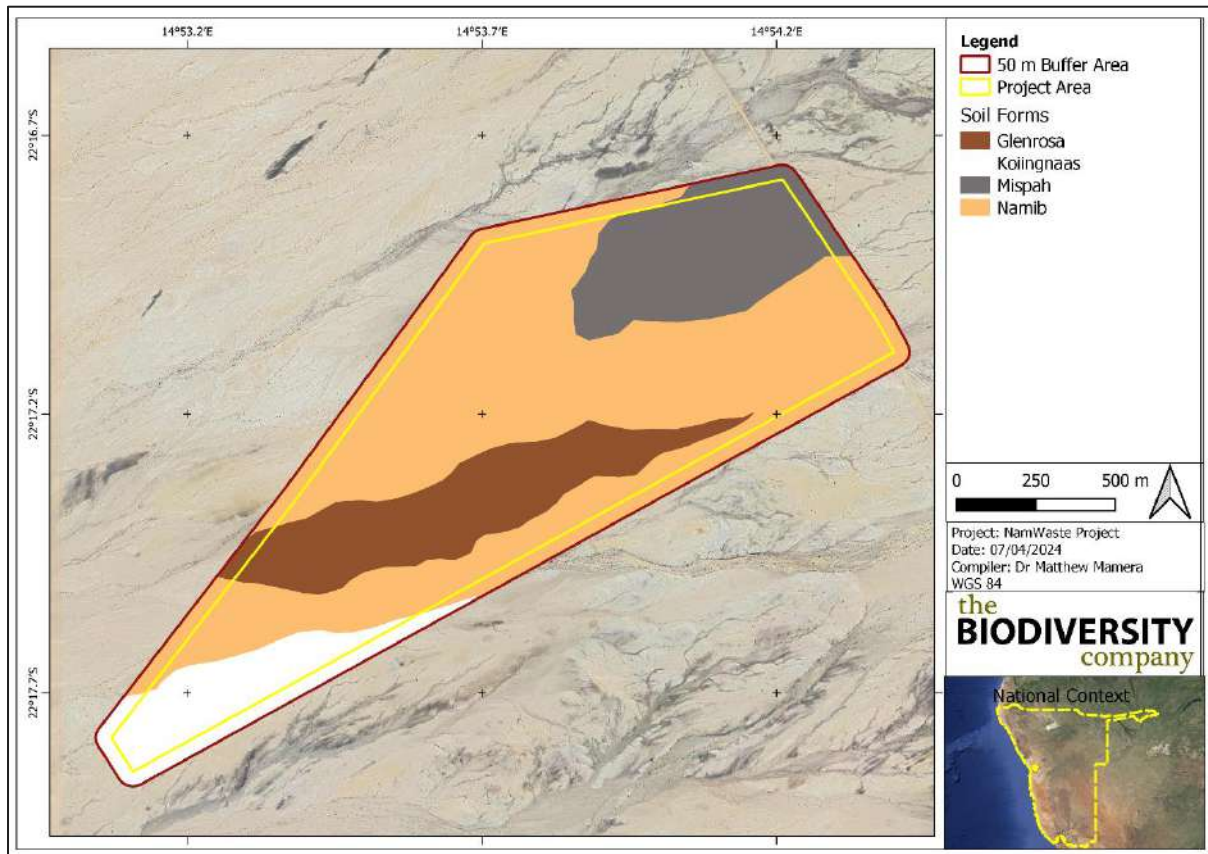 14°53.2'E
14°53.7'E
14°54.2'E
22°16.7'S
22°17.2'S
22°17.7'S
Legend
50 m Buffer Area
Project Area
Soil Forms
Glenrosa
Koiingnaas
Mispah
Namib
0 250 500 m
Project: NamWaste Project
Date: 07/04/2024
Compiler: Dr Matthew Mamera
WGS 84
the
BIODIVERSITY
company
National Context